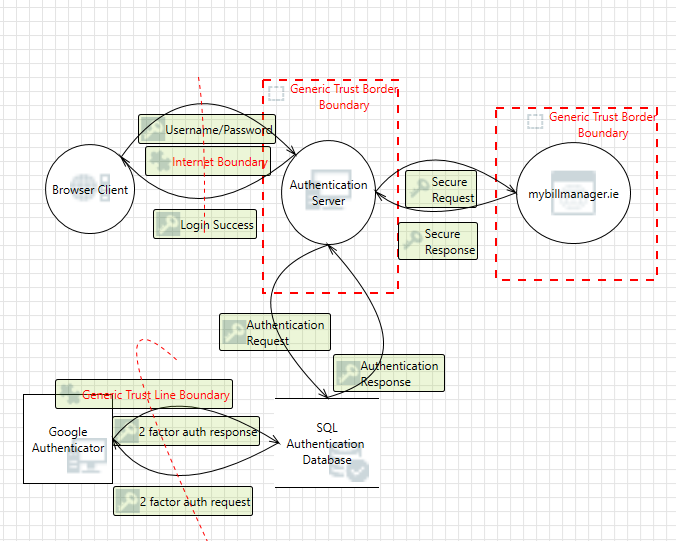 Generic Trust Border
Boundary
Generic Trust Border
Boundary
Username/Password
Internet Boundary
Browser Client
Authentication
Server
Secure
Request
mybillmanager.ie
Login Success
Secure
Response
Authentication
Request
Authentication
Response
Generic Trust Line Boundary
Google
Authenticator
2 factor auth response
SQL
Authentication
Database
2 factor auth request